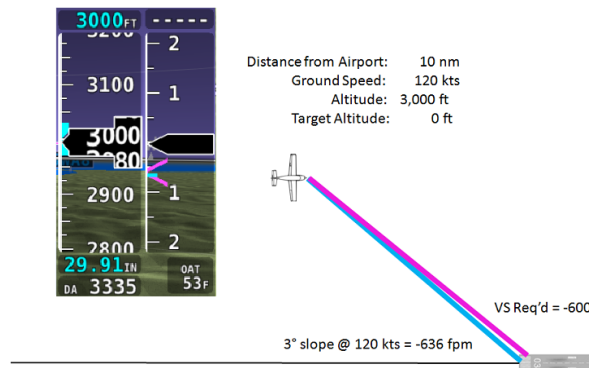 3000FT -----
3200
2
3100
1
3000
80
2900
1
2800
2
29.91IN
OAT
53F
DA 3335
Distance from Airport: 10 nm
Ground Speed: 120 kts
Altitude: 3,000 ft
Target Altitude: 0 ft
VS Req'd = -600
3° slope @ 120 kts = -636 fpm